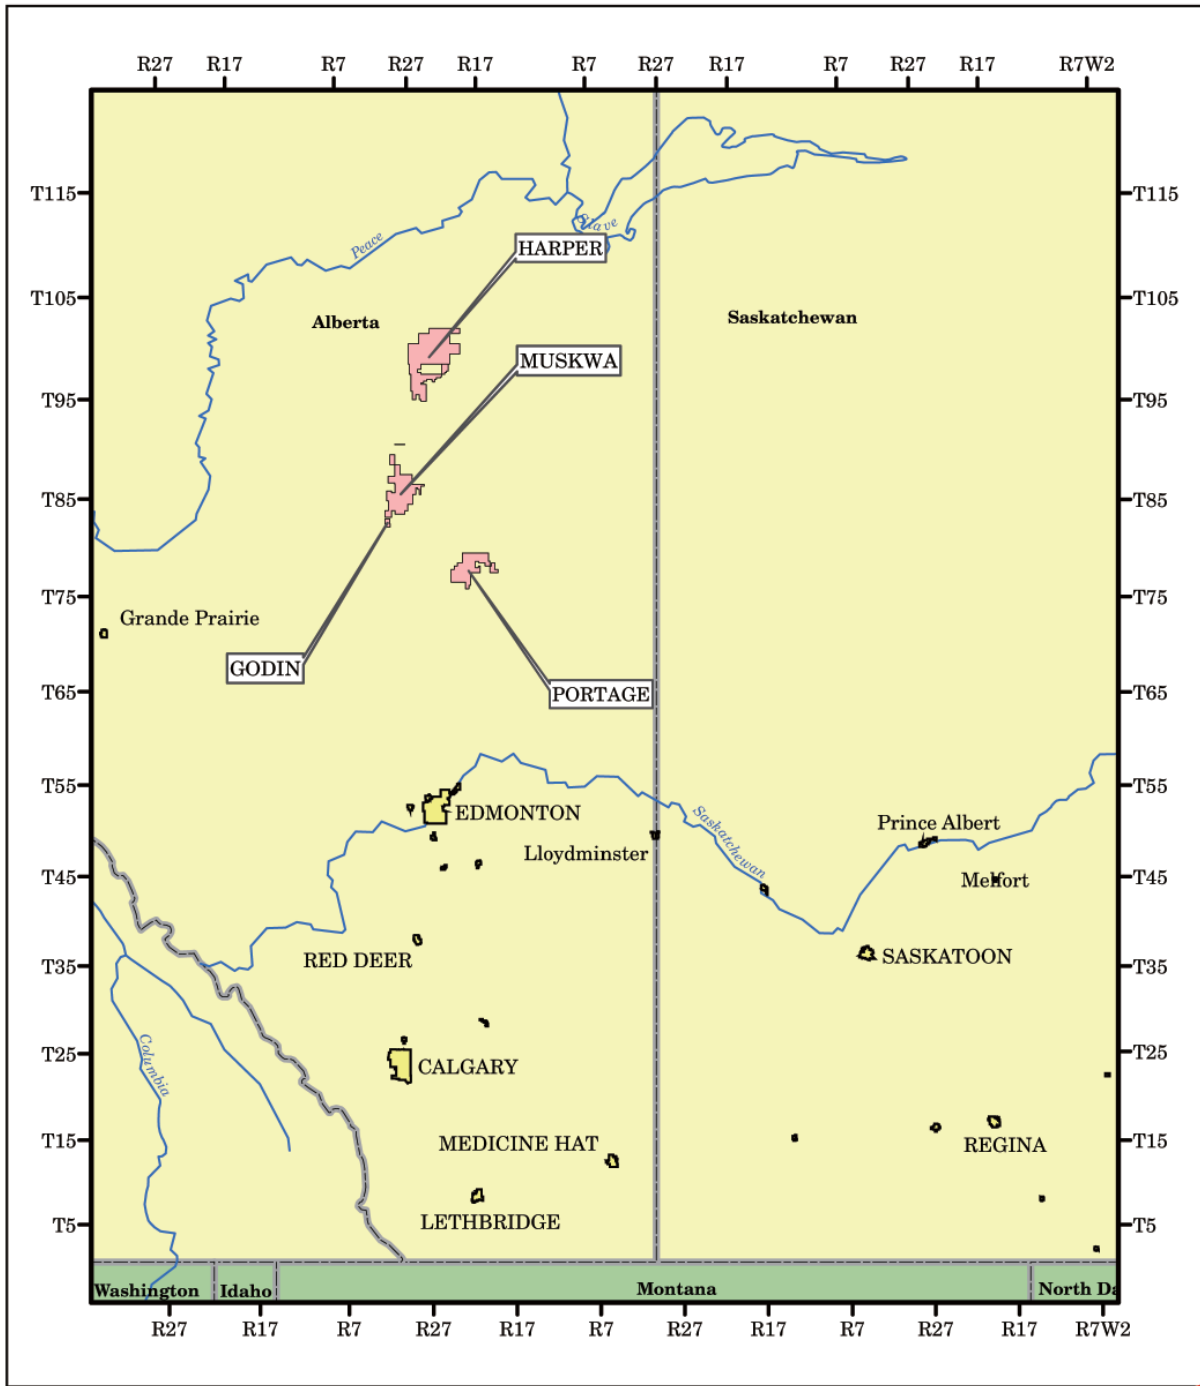 R27 R17 R7 R27 R17 R7 R27 R17 R7 R27 R17 R7W2
T115 T115
Slave
Peace
HARPER
T105 T105
Alberta Saskatchewan
MUSKWA
T95 T95
T85 T85
T75 T75
Grande Prairie
GODIN
T65 PORTAGE T65
T55 T55
EDMONTON
Saskatchewan
Prince Albert
Lloydminster
T45 Melfort T45
RED DEER SASKATOON
T35 T35
T25 T25
Columbia
CALGARY
T15 MEDICINE HAT REGINA T15
LETHBRIDGE
T5 T5
Washington Idaho Montana North Da
R27 R17 R7 R27 R17 R7 R27 R17 R7 R27 R17 R7W2